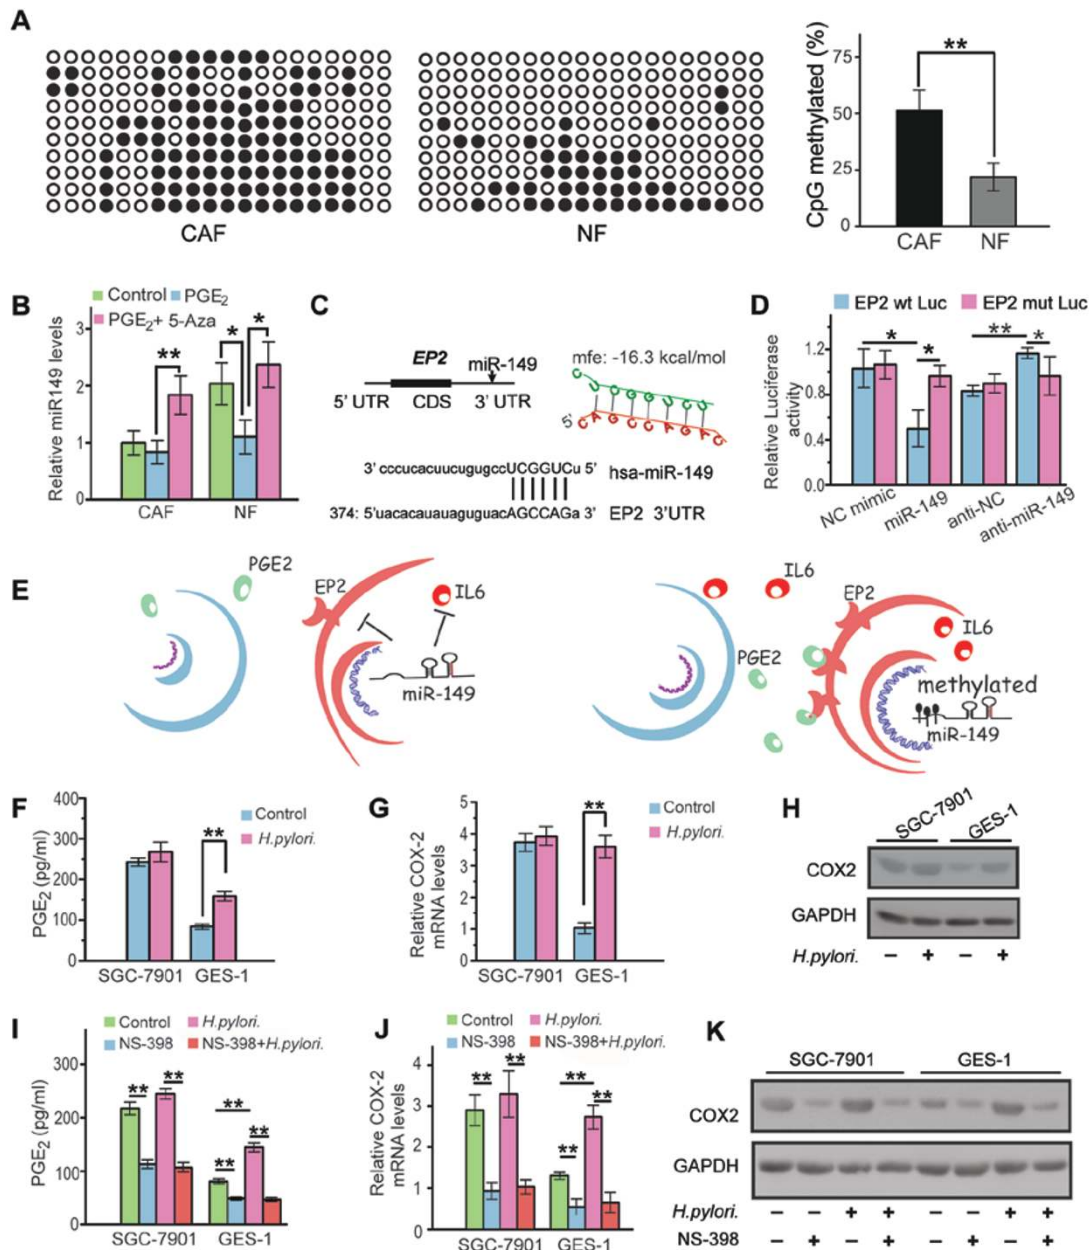 A
CAF
NF
CpG methylated (%)
75
50
25
0
**
CAF NF
B
Control PGE2
PGE2+ 5-Aza
Relative miR149 levels
3
2
1
0
** * *
CAF NF
C
EP2
miR-149
5' UTR CDS 3' UTR
mfe: -16.3 kcal/mol
C U G G U C U
5' C A G C C A G A C
3' cccucacuucugugccUCGGUCu 5' hsa-miR-149
374: 5'uacacauauaguguacAGCCAGa 3' EP2 3'UTR
D
EP2 wt Luc EP2 mut Luc
Relative Luciferase
activity
1.2
0.8
0.4
0.0
* * ** *
NC mimic miR-149 anti-NC anti-miR-149
E
PGE2
EP2
IL6
miR-149
IL6
EP2
PGE2
IL6
methylated
miR-149
F
Control
H.pylori.
PGE2 (pg/ml)
400
300
200
100
0
**
SGC-7901 GES-1
G
Control
H.pylori.
Relative COX-2
mRNA levels
5
4
3
2
1
0
**
SGC-7901 GES-1
H
SGC-7901 GES-1
COX2
GAPDH
H.pylori. – + – +
I
Control H.pylori.
NS-398 NS-398+H.pylori.
PGE2 (pg/ml)
300
200
100
0
** ** ** ** **
SGC-7901 GES-1
J
Control H.pylori.
NS-398 NS-398+H.pylori.
Relative COX-2
mRNA levels
4
3
2
1
0
** ** ** ** **
SGC-7901 GES-1
K
SGC-7901 GES-1
COX2
GAPDH
H.pylori. – – + + – – + +
NS-398 – + – + – + – +